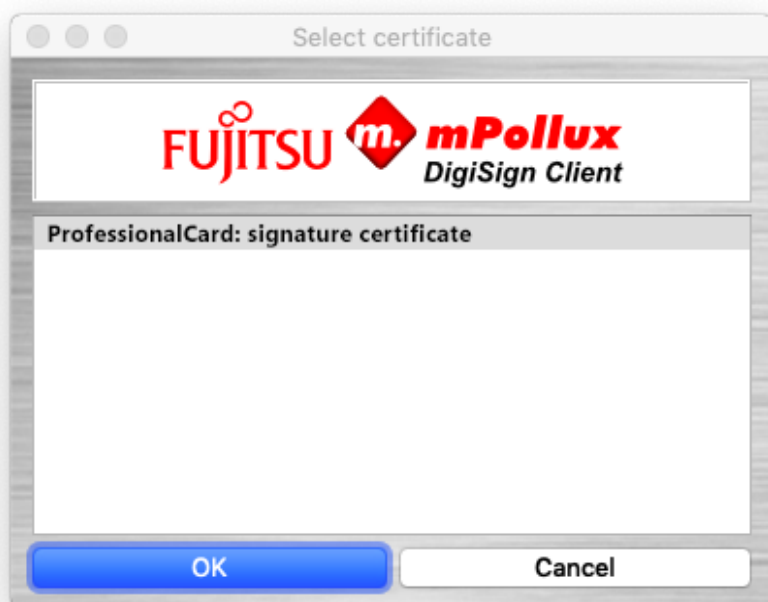 Select certificate
FUJITSU m. mPollux
DigiSign Client
ProfessionalCard: signature certificate
OK Cancel